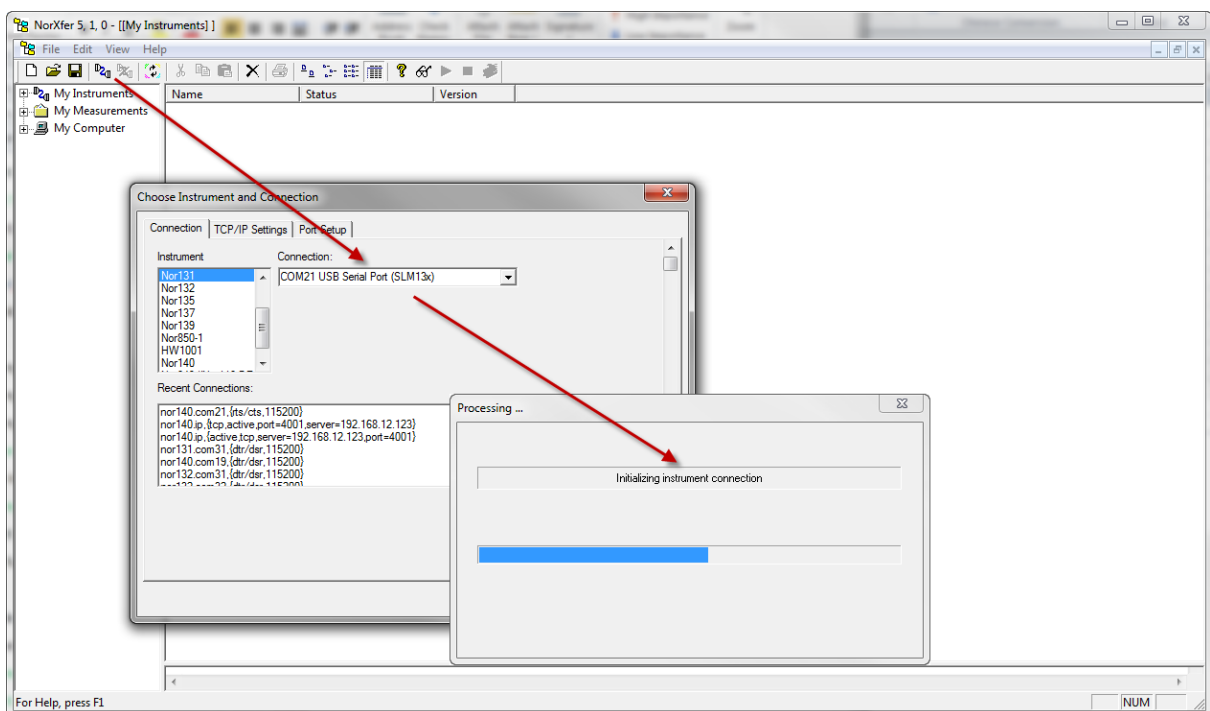 NorXfer 5, 1, 0 - [[My Instruments] ]
File Edit View Help
My Instruments
My Measurements
My Computer
Name Status Version
Choose Instrument and Connection
Connection TCP/IP Settings Port Setup
Instrument Connection:
Nor131 COM21 USB Serial Port (SLM13x)
Nor132
Nor135
Nor137
Nor139
Nor850-1
HW1001
Nor140
Recent Connections:
nor140.com21,{rts/cts,115200}
nor140.ip,{tcp,active,port=4001,server=192.168.12.123}
nor140.ip,{active,tcp,server=192.168.12.123,port=4001}
nor131.com31,{dtr/dsr,115200}
nor140.com19,{dtr/dsr,115200}
nor132.com31,{dtr/dsr,115200}
Processing ...
Initializing instrument connection
For Help, press F1
NUM